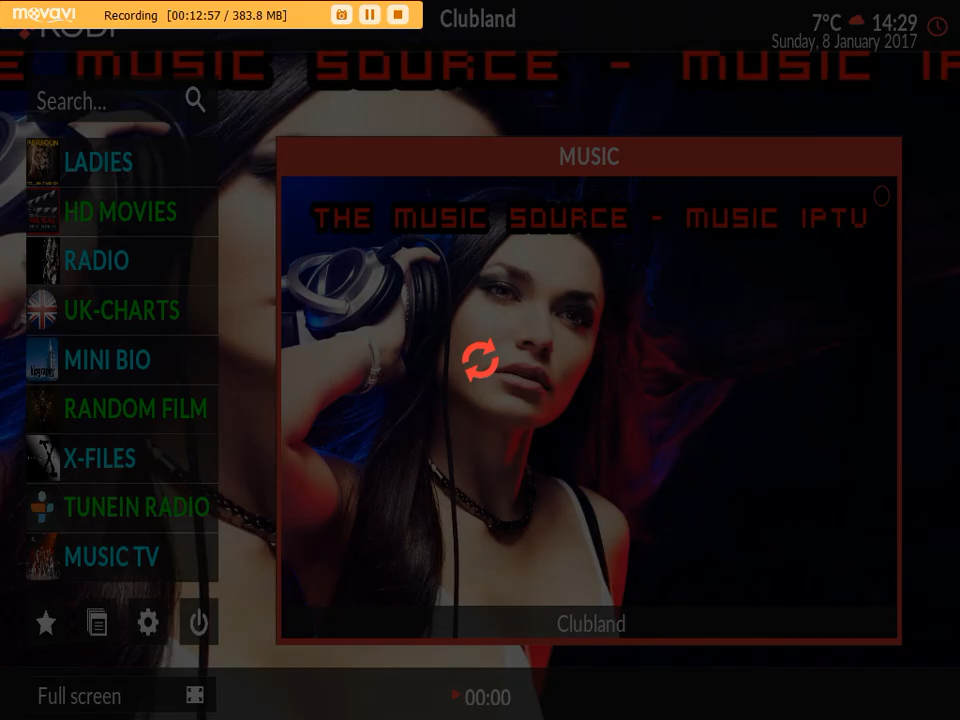 movavi
Recording [00:12:57 / 383.8 MB]
KODI
Clubland
7°C 14:29
Sunday, 8 January 2017
E MUSIC SOURCE - MUSIC IP
Search...
LADIES
HD MOVIES
RADIO
UK-CHARTS
MINI BIO
RANDOM FILM
X-FILES
TUNEIN RADIO
MUSIC TV
MUSIC
THE MUSIC SOURCE - MUSIC IPTV
Clubland
Full screen
00:00